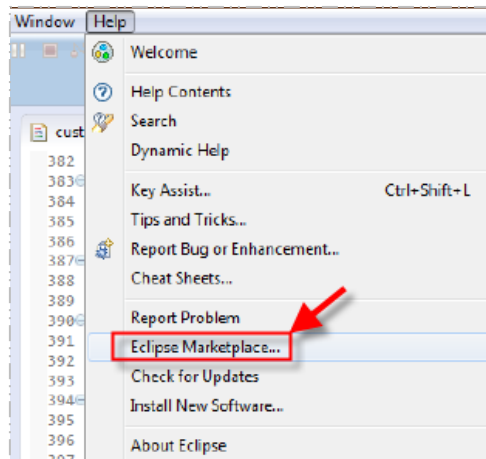 Window Help
Welcome
Help Contents
Search
cust
Dynamic Help
382
383
Key Assist... Ctrl+Shift+L
384
385
Tips and Tricks...
386
Report Bug or Enhancement...
387
388
Cheat Sheets...
389
390
Report Problem
391
Eclipse Marketplace...
392
393
Check for Updates
394
Install New Software...
395
396
About Eclipse
397